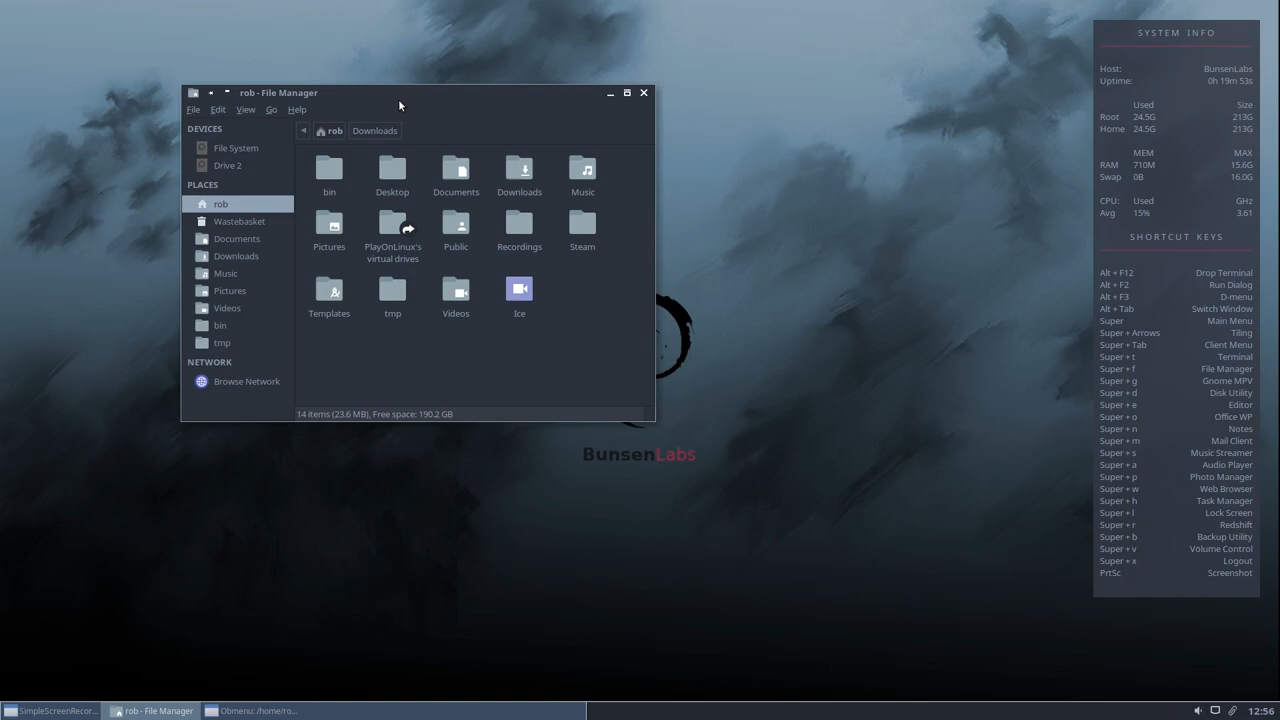 rob - File Manager
File Edit View Go Help
DEVICES
File System
Drive 2
PLACES
rob
Wastebasket
Documents
Downloads
Music
Pictures
Videos
bin
tmp
NETWORK
Browse Network
rob Downloads
bin Desktop Documents Downloads Music
Pictures PlayOnLinux's Public Recordings Steam
virtual drives
Templates tmp Videos Ice
14 items (23.6 MB), Free space: 190.2 GB
BunsenLabs
SYSTEM INFO
Host: BunsenLabs
Uptime: 0h 19m 53s
Used Size
Root 24.5G 213G
Home 24.5G 213G
MEM MAX
RAM 710M 15.6G
Swap 0B 16.0G
CPU: Used GHz
Avg 15% 3.61
SHORTCUT KEYS
Alt + F12 Drop Terminal
Alt + F2 Run Dialog
Alt + F3 D-menu
Alt + Tab Switch Window
Super Main Menu
Super + Arrows Tiling
Super + Tab Client Menu
Super + t Terminal
Super + f File Manager
Super + g Gnome MPV
Super + d Disk Utility
Super + e Editor
Super + o Office WP
Super + n Notes
Super + m Mail Client
Super + s Music Streamer
Super + a Audio Player
Super + p Photo Manager
Super + w Web Browser
Super + h Task Manager
Super + l Lock Screen
Super + r Redshift
Super + b Backup Utility
Super + v Volume Control
Super + x Logout
PrtSc Screenshot
SimpleScreenRecor... rob - File Manager Obmenu: /home/ro... 12:56